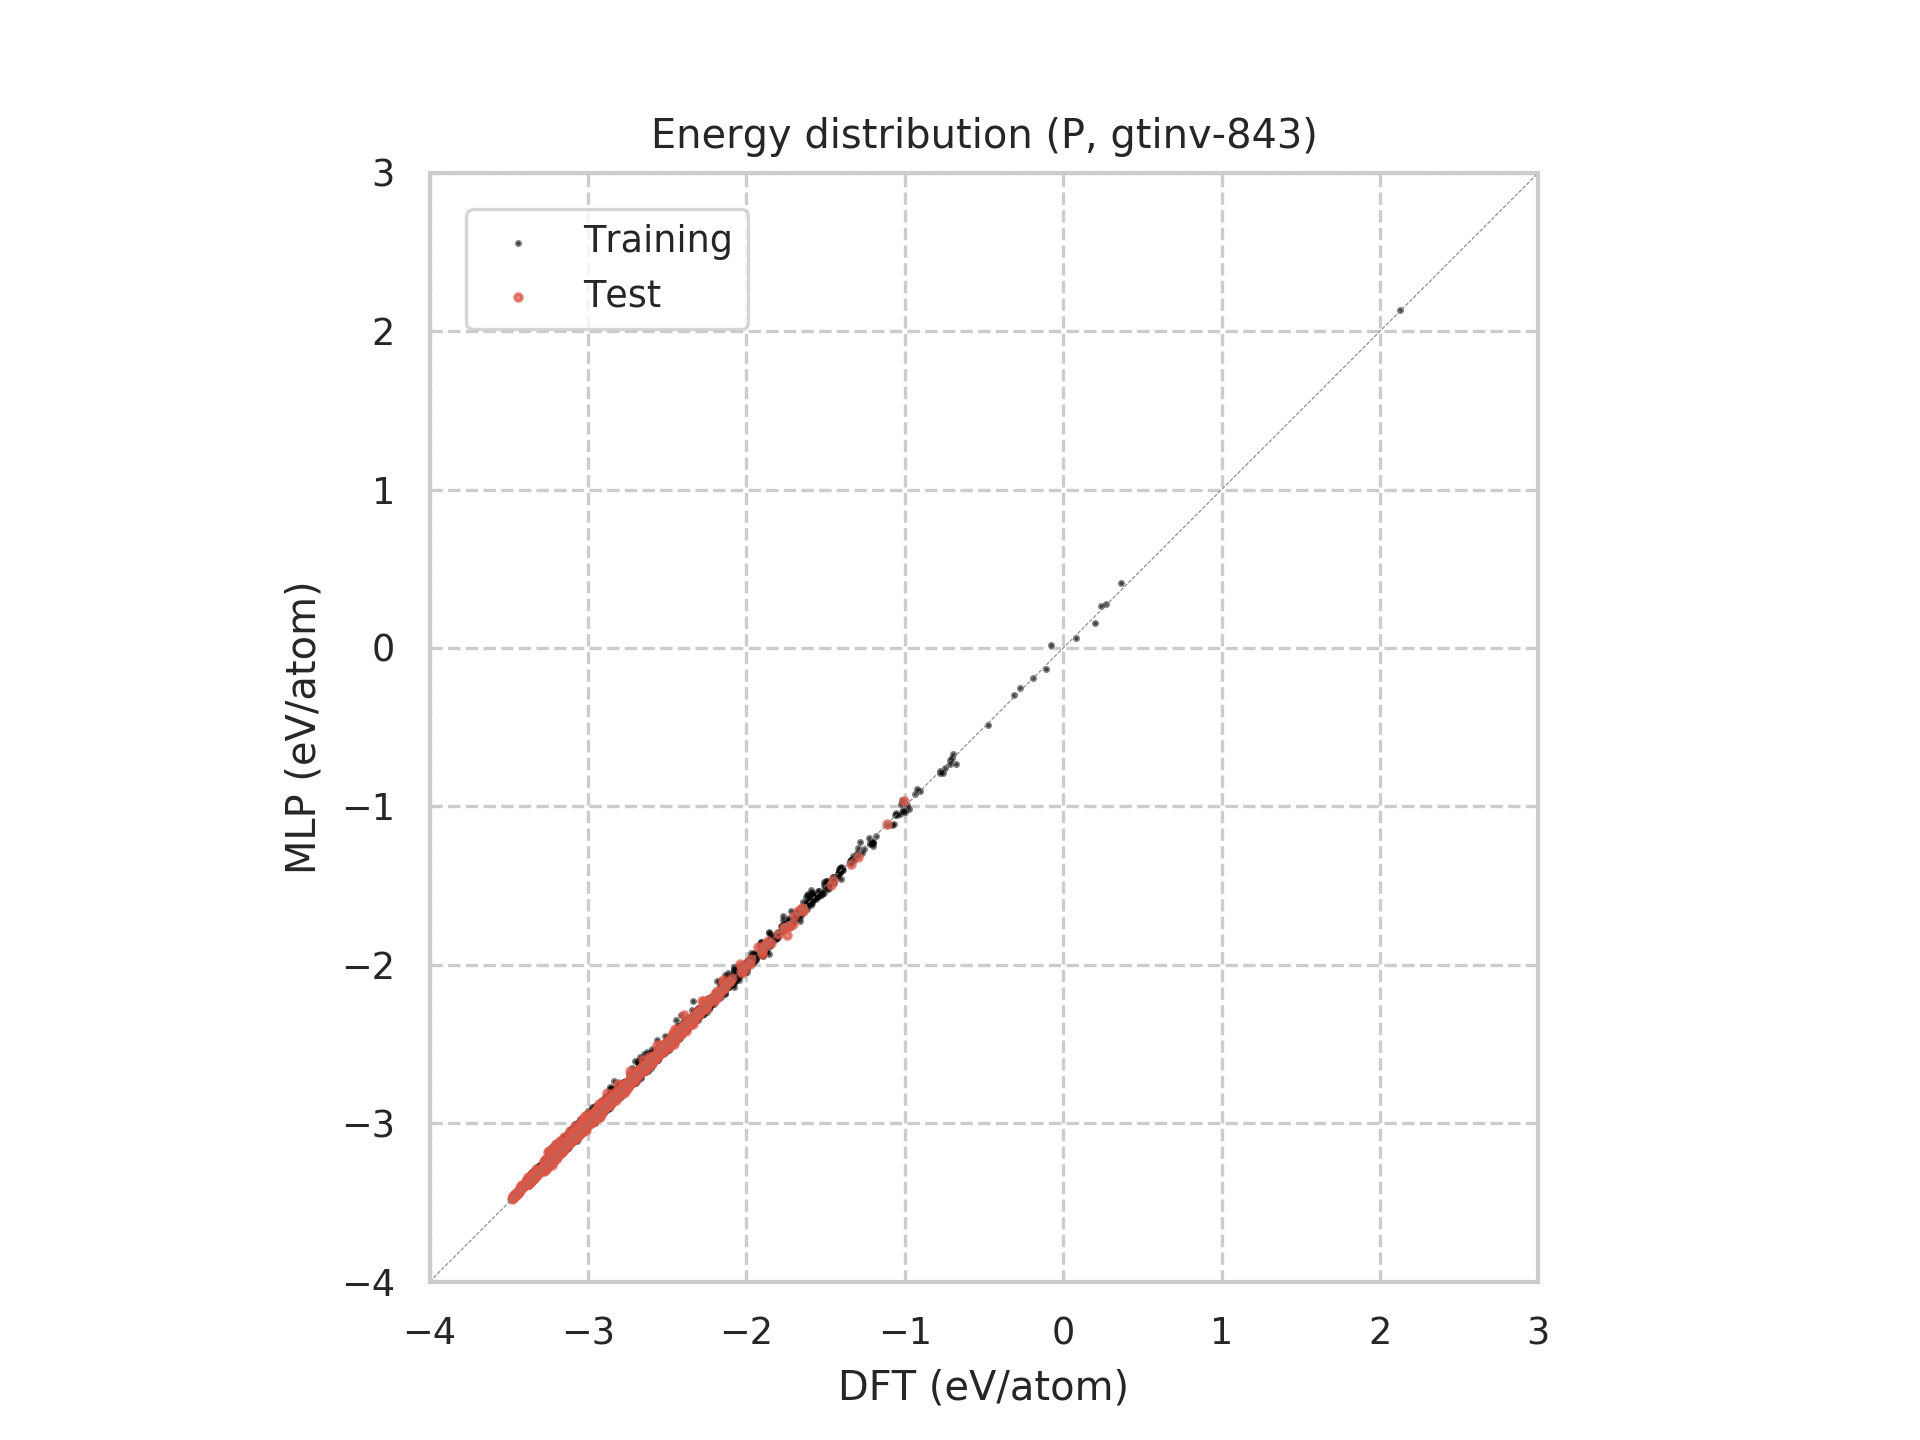 Energy distribution (P, gtinv-843)
3
2
1
0
−1
−2
−3
−4
MLP (eV/atom)
Training
Test
−4 −3 −2 −1 0 1 2 3
DFT (eV/atom)